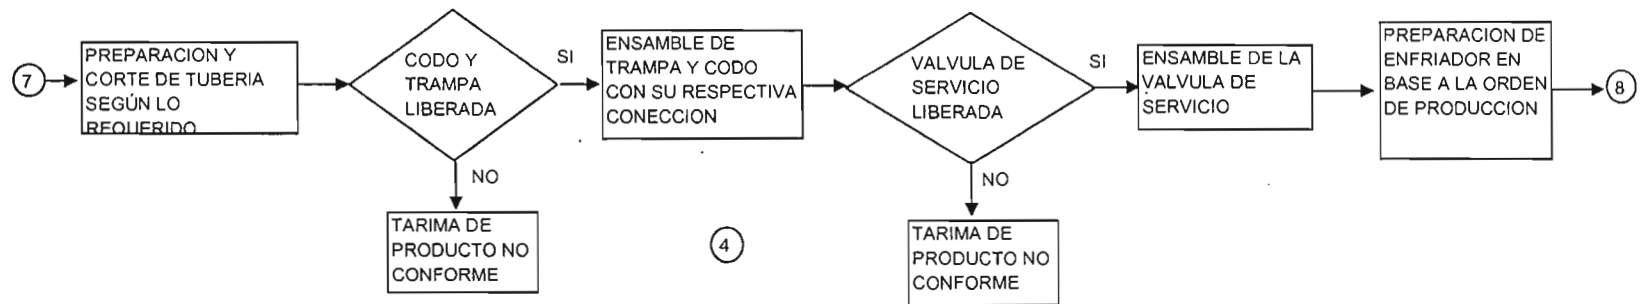 7
PREPARACION Y
CORTE DE TUBERIA
SEGÚN LO
REQUERIDO
CODO Y
TRAMPA
LIBERADA
SI
NO
TARIMA DE
PRODUCTO NO
CONFORME
ENSAMBLE DE
TRAMPA Y CODO
CON SU RESPECTIVA
CONECCION
4
VALVULA DE
SERVICIO
LIBERADA
SI
NO
TARIMA DE
PRODUCTO NO
CONFORME
ENSAMBLE DE LA
VALVULA DE
SERVICIO
PREPARACION DE
ENFRIADOR EN
BASE A LA ORDEN
DE PRODUCCION
8